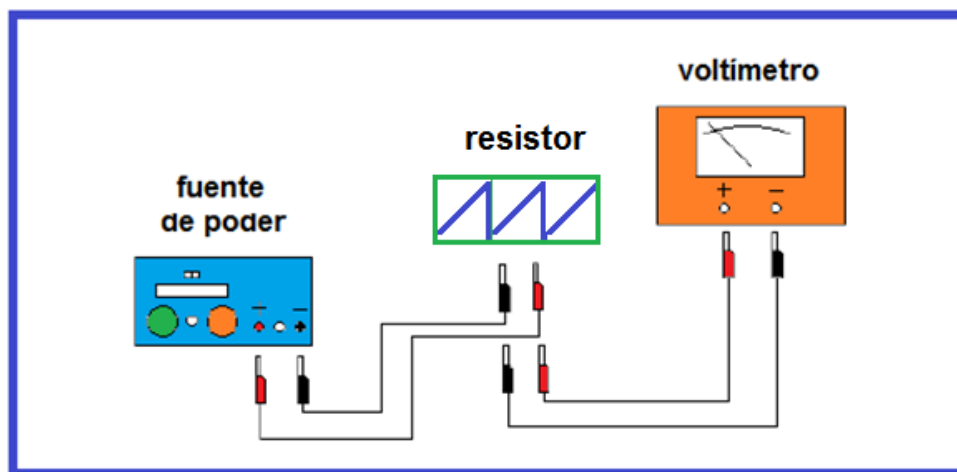 voltímetro
resistor
fuente
de poder
+ −